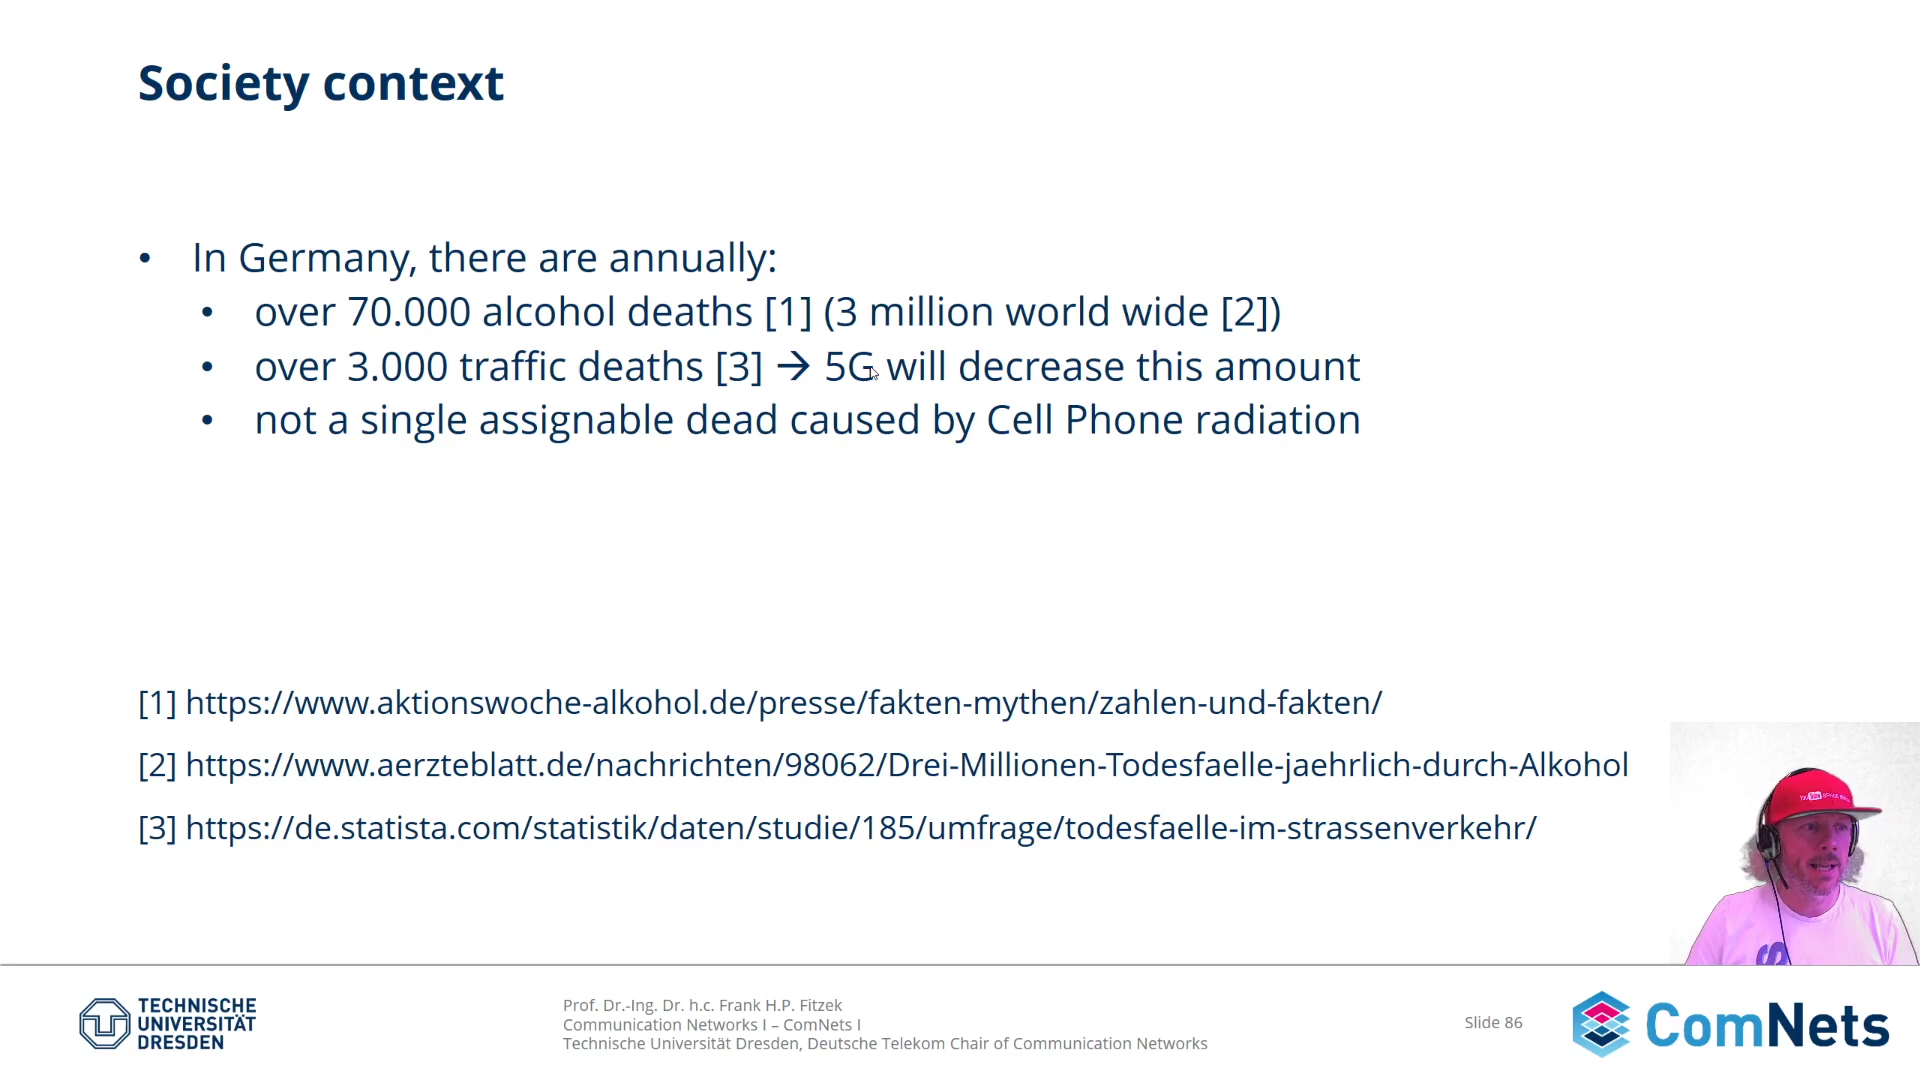 Society context
• In Germany, there are annually:
• over 70.000 alcohol deaths [1] (3 million world wide [2])
• over 3.000 traffic deaths [3] → 5G will decrease this amount
• not a single assignable dead caused by Cell Phone radiation
[1] https://www.aktionswoche-alkohol.de/presse/fakten-mythen/zahlen-und-fakten/
[2] https://www.aerzteblatt.de/nachrichten/98062/Drei-Millionen-Todesfaelle-jaehrlich-durch-Alkohol
[3] https://de.statista.com/statistik/daten/studie/185/umfrage/todesfaelle-im-strassenverkehr/
TECHNISCHE
UNIVERSITÄT
DRESDEN
Prof. Dr.-Ing. Dr. h.c. Frank H.P. Fitzek
Communication Networks I – ComNets I
Technische Universität Dresden, Deutsche Telekom Chair of Communication Networks
Slide 86
ComNets